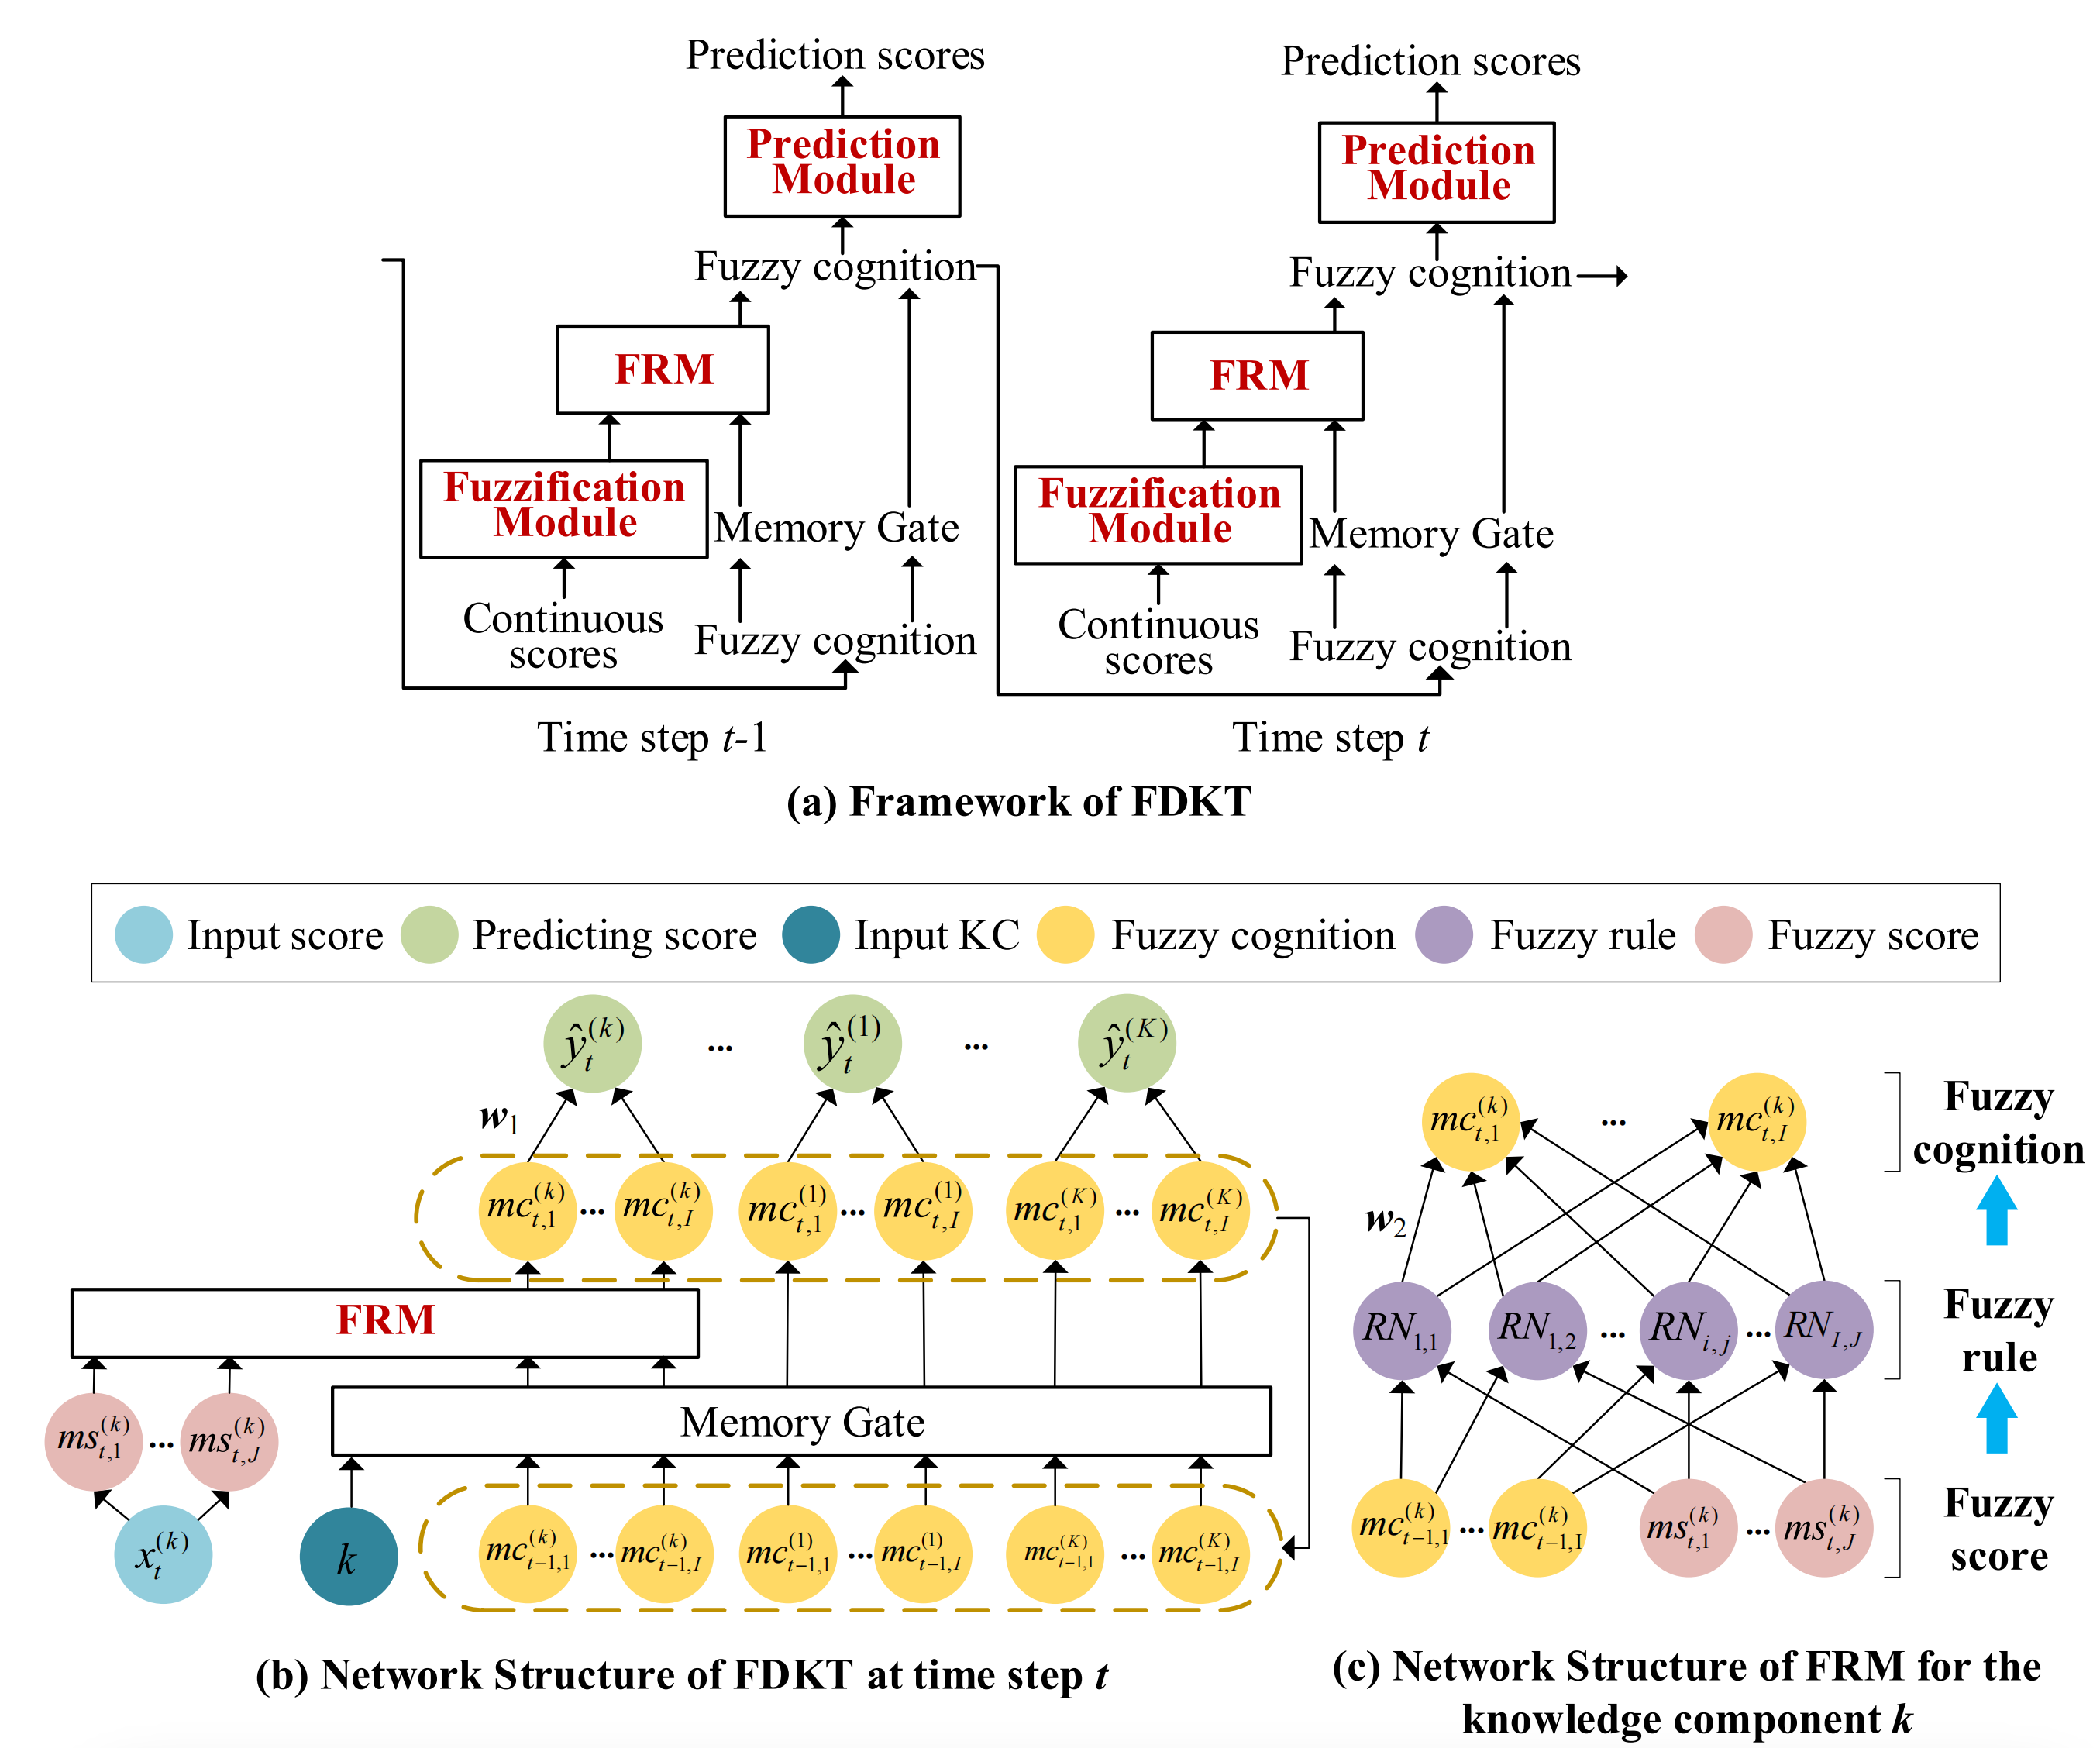 Prediction scores
Prediction
Module
Fuzzy cognition
FRM
Fuzzification
Module
Memory Gate
Continuous
scores
Fuzzy cognition
Time step t-1
Prediction scores
Prediction
Module
Fuzzy cognition
FRM
Fuzzification
Module
Memory Gate
Continuous
scores
Fuzzy cognition
Time step t
(a) Framework of FDKT
Input score Predicting score Input KC Fuzzy cognition Fuzzy rule Fuzzy score
ŷ_t^(k) ... ŷ_t^(1) ... ŷ_t^(K)
w_1
mc_{t,1}^(k) ... mc_{t,I}^(k) mc_{t,1}^(1) ... mc_{t,I}^(1) mc_{t,1}^(K) ... mc_{t,I}^(K)
FRM
Memory Gate
ms_{t,1}^(k) ... ms_{t,J}^(k)
x_t^(k) k mc_{t-1,1}^(k) ... mc_{t-1,I}^(k) mc_{t-1,1}^(1) ... mc_{t-1,I}^(1) mc_{t-1,1}^(K) ... mc_{t-1,I}^(K)
(b) Network Structure of FDKT at time step t
mc_{t,1}^(k) ... mc_{t,I}^(k)
Fuzzy
cognition
w_2
RN_{1,1} RN_{1,2} ... RN_{i,j} ... RN_{I,J}
Fuzzy
rule
mc_{t-1,1}^(k) ... mc_{t-1,I}^(k) ms_{t,1}^(k) ... ms_{t,J}^(k)
Fuzzy
score
(c) Network Structure of FRM for the
knowledge component k